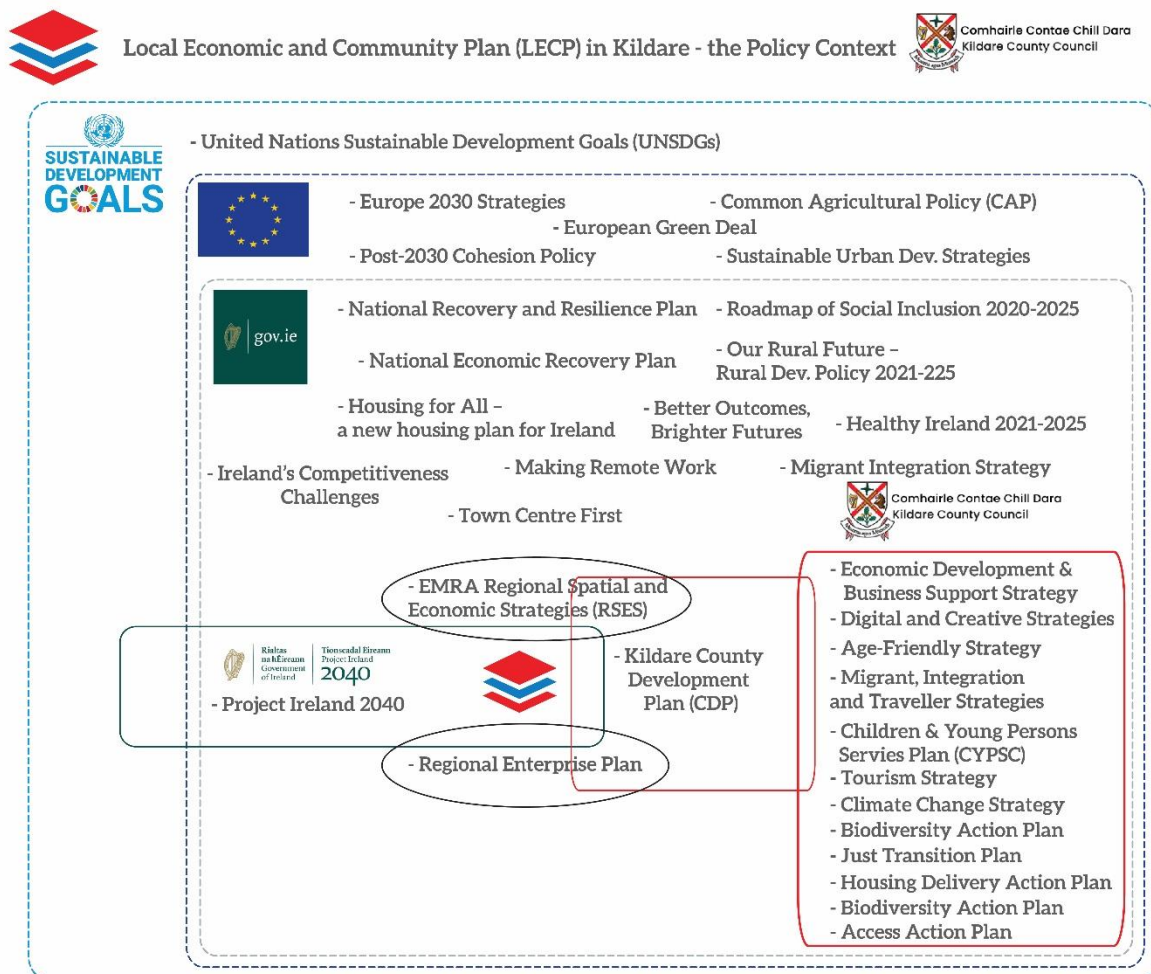 Local Economic and Community Plan (LECP) in Kildare - the Policy Context
Comhairle Contae Chill Dara
Kildare County Council
SUSTAINABLE
DEVELOPMENT
GOALS
- United Nations Sustainable Development Goals (UNSDGs)
- Europe 2030 Strategies
- Common Agricultural Policy (CAP)
- European Green Deal
- Post-2030 Cohesion Policy
- Sustainable Urban Dev. Strategies
gov.ie
- National Recovery and Resilience Plan
- Roadmap of Social Inclusion 2020-2025
- National Economic Recovery Plan
- Our Rural Future –
Rural Dev. Policy 2021-225
- Housing for All –
a new housing plan for Ireland
- Better Outcomes,
Brighter Futures
- Healthy Ireland 2021-2025
- Ireland's Competitiveness
Challenges
- Making Remote Work
- Migrant Integration Strategy
- Town Centre First
Comhairle Contae Chill Dara
Kildare County Council
- EMRA Regional Spatial and
Economic Strategies (RSES)
Rialtas
na hÉireann
Government
of Ireland
Tionscadal Éireann
Project Ireland
2040
- Project Ireland 2040
- Regional Enterprise Plan
- Kildare County
Development
Plan (CDP)
- Economic Development &
Business Support Strategy
- Digital and Creative Strategies
- Age-Friendly Strategy
- Migrant, Integration
and Traveller Strategies
- Children & Young Persons
Servies Plan (CYPSC)
- Tourism Strategy
- Climate Change Strategy
- Biodiversity Action Plan
- Just Transition Plan
- Housing Delivery Action Plan
- Biodiversity Action Plan
- Access Action Plan